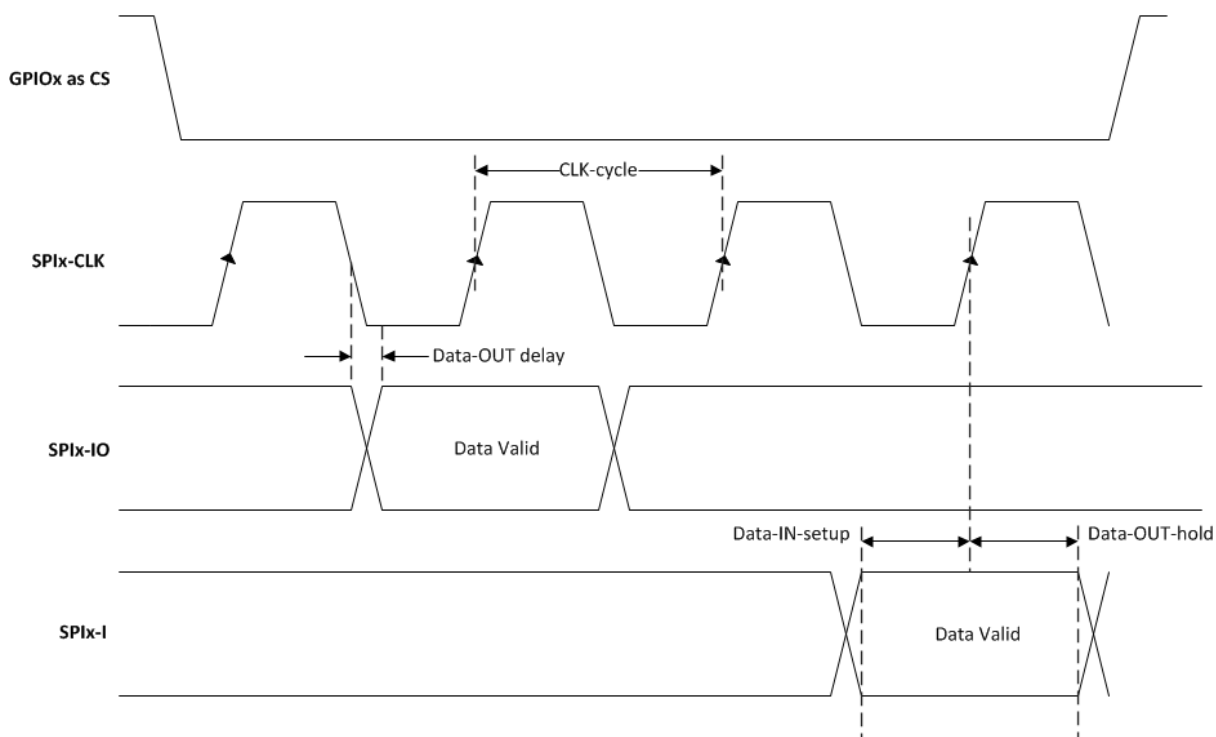 GPIOx as CS
CLK-cycle
SPIx-CLK
Data-OUT delay
SPIx-IO
Data Valid
Data-IN-setup
Data-OUT-hold
SPIx-I
Data Valid